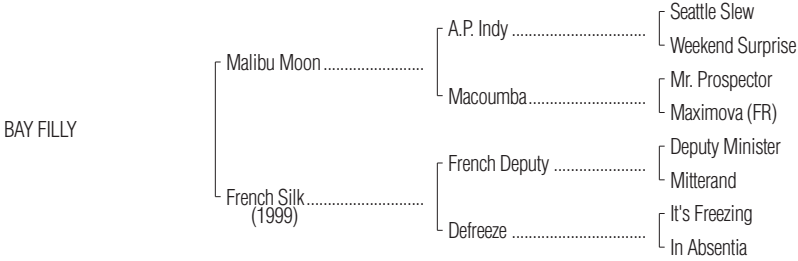 Seattle Slew
A.P. Indy ................................
Weekend Surprise
Malibu Moon........................
Mr. Prospector
Macoumba............................
Maximova (FR)
BAY FILLY
Deputy Minister
French Deputy ......................
Mitterand
French Silk............................
(1999)
It's Freezing
Defreeze ................................
In Absentia